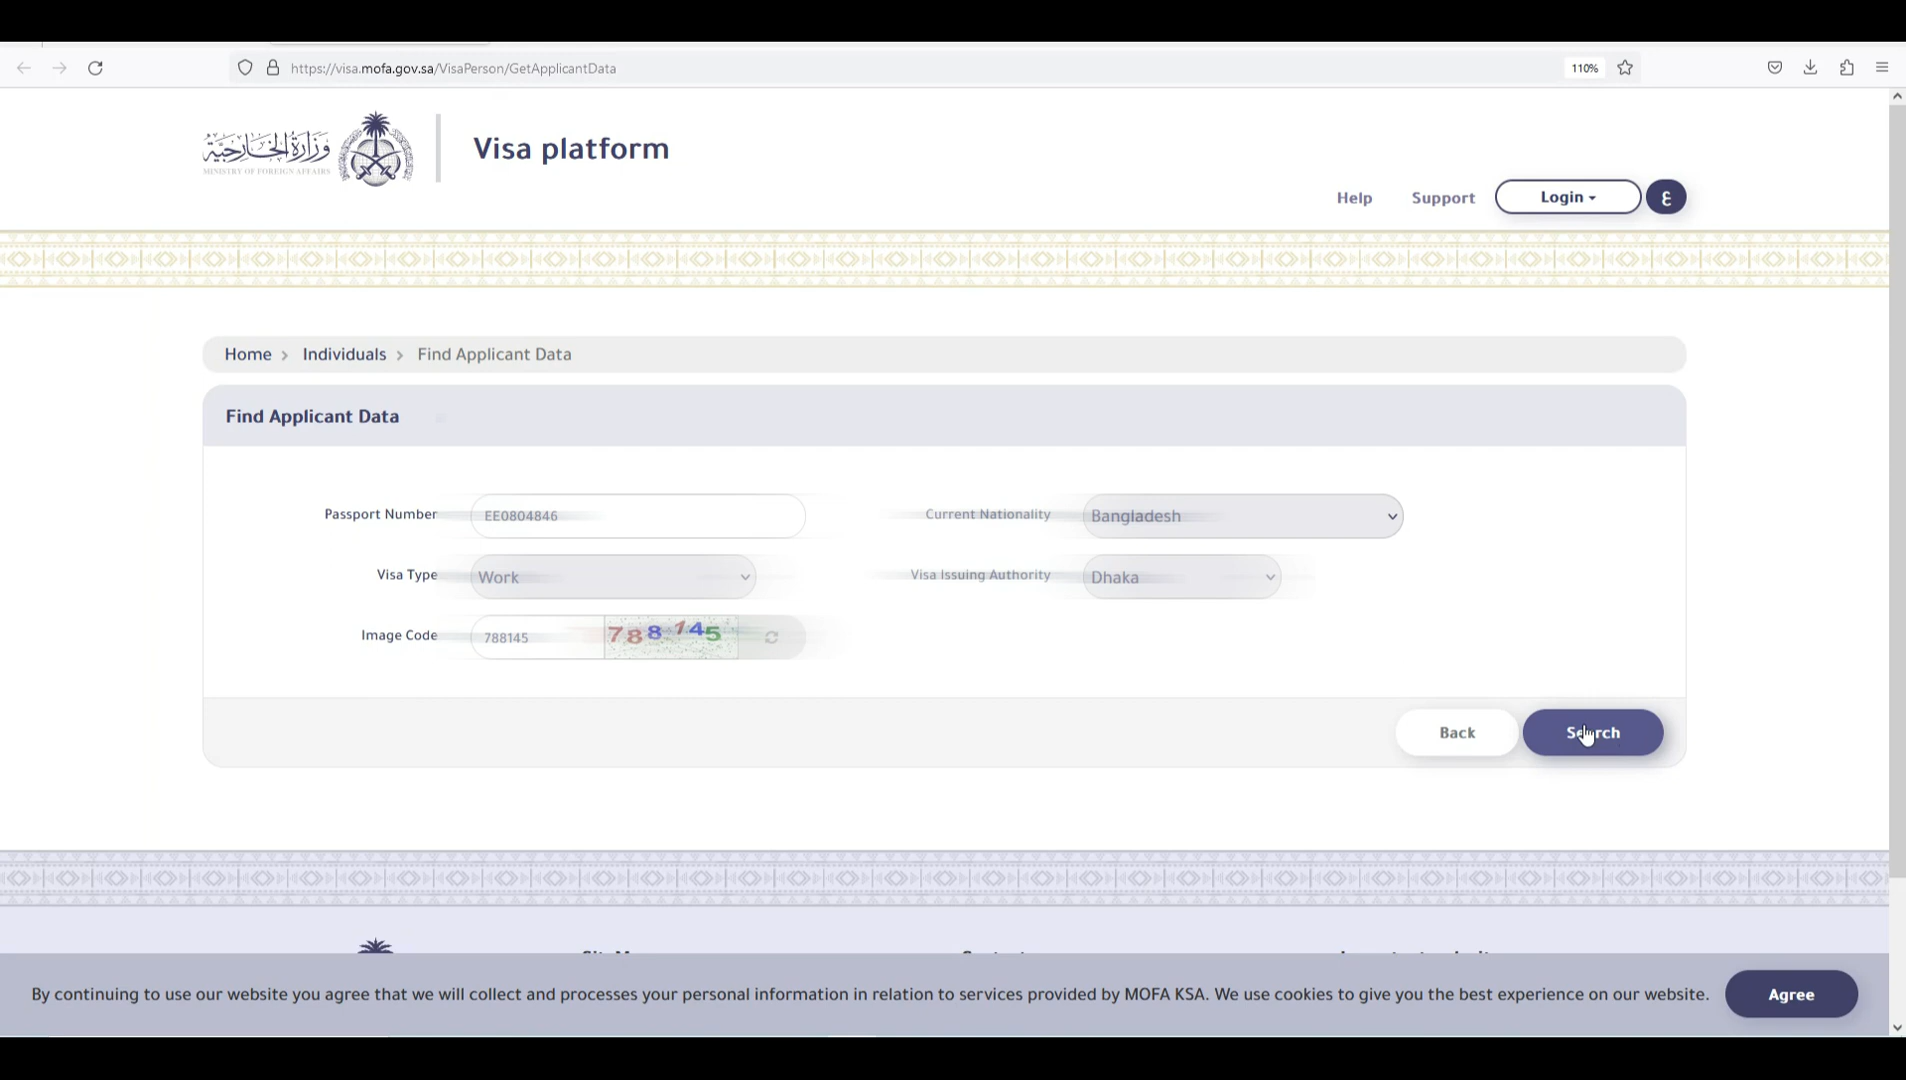 https://visa.mofa.gov.sa/VisaPerson/GetApplicantData
110%
وزارة الخارجية
MINISTRY OF FOREIGN AFFAIRS
Visa platform
Help
Support
Login
ع
Home > Individuals > Find Applicant Data
Find Applicant Data
Passport Number
EE0804846
Current Nationality
Bangladesh
Visa Type
Work
Visa Issuing Authority
Dhaka
Image Code
788145
788145
Back
Search
By continuing to use our website you agree that we will collect and processes your personal information in relation to services provided by MOFA KSA. We use cookies to give you the best experience on our website.
Agree